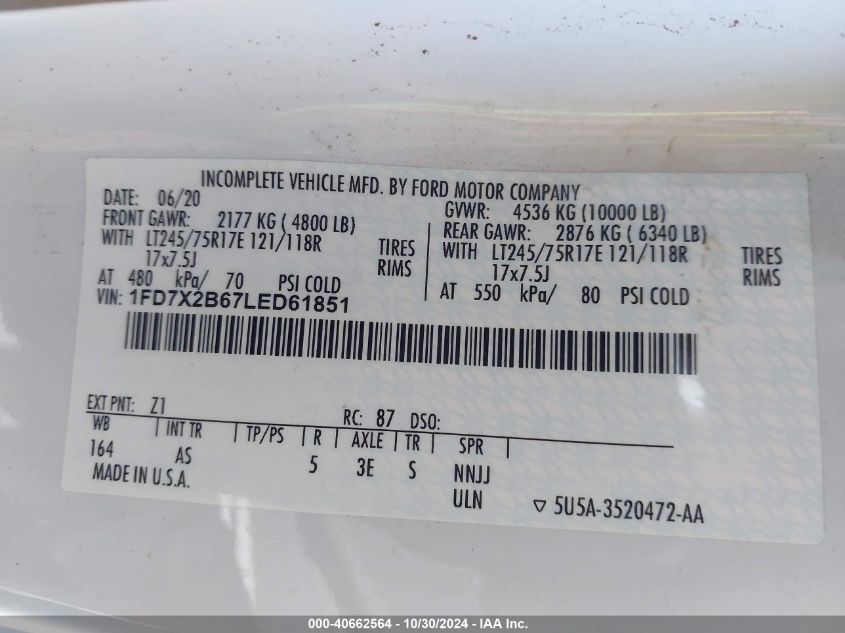 INCOMPLETE VEHICLE MFD. BY FORD MOTOR COMPANY
DATE: 06/20
GVWR: 4536 KG (10000 LB)
FRONT GAWR: 2177 KG ( 4800 LB)
REAR GAWR: 2876 KG ( 6340 LB)
WITH LT245/75R17E 121/118R TIRES
WITH LT245/75R17E 121/118R TIRES
17x7.5J RIMS
17x7.5J RIMS
AT 480 kPa/ 70 PSI COLD
AT 550 kPa/ 80 PSI COLD
VIN: 1FD7X2B67LED61851
EXT PNT: Z1 RC: 87 DSO:
WB INT TR TP/PS R AXLE TR SPR
164 AS 5 3E S NNJJ
MADE IN U.S.A. ULN
▽ 5U5A-3520472-AA
000-40662564 - 10/30/2024 - IAA Inc.